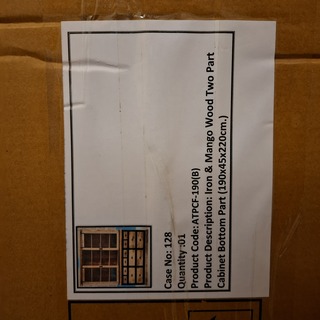 Case No: 128
Quantity :01
Product Code:ATPCF-190(B)
Product Description: Iron & Mango Wood Two Part
Cabinet Bottom Part (190x45x220cm.)